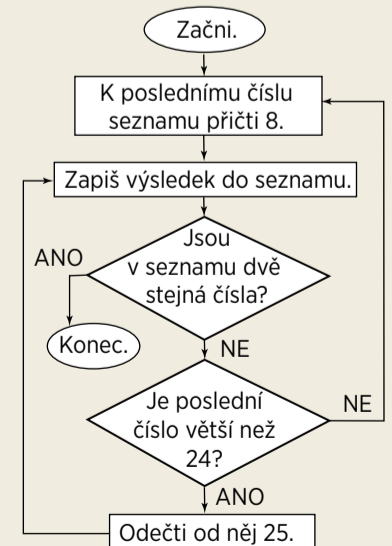 Začni.
K poslednímu číslu
seznamu přičti 8.
Zapiš výsledek do seznamu.
Jsou
v seznamu dvě
stejná čísla?
ANO
Konec.
NE
Je poslední
číslo větší než
24?
NE
ANO
Odečti od něj 25.